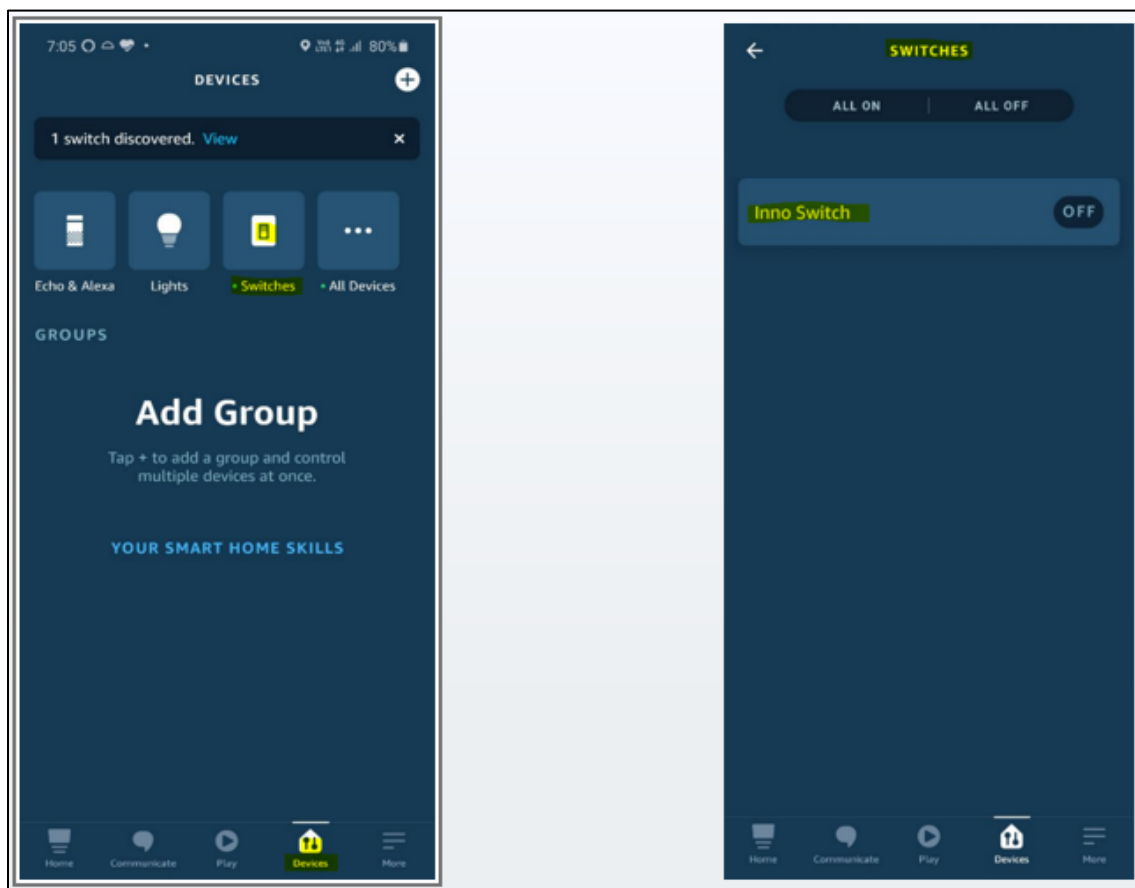 7:05 80%
DEVICES
1 switch discovered. View
Echo & Alexa Lights Switches All Devices
GROUPS
Add Group
Tap + to add a group and control
multiple devices at once.
YOUR SMART HOME SKILLS
Home Communicate Play Devices More
SWITCHES
ALL ON ALL OFF
Inno Switch OFF
Home Communicate Play Devices More